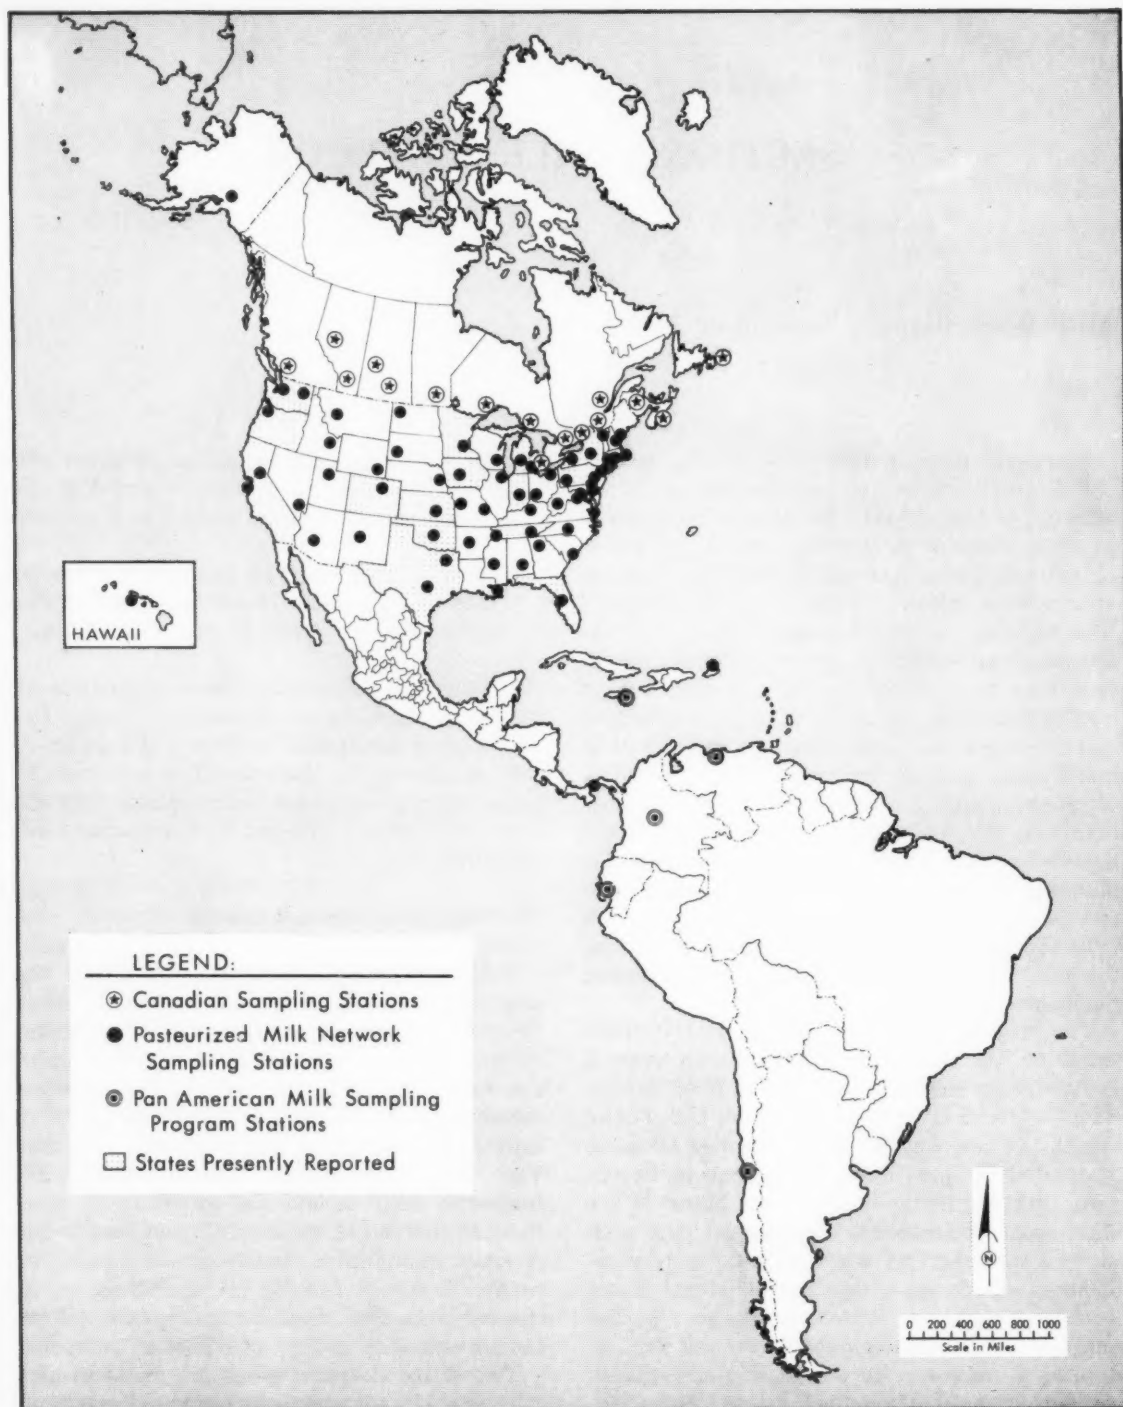 HAWAII
LEGEND:
Canadian Sampling Stations
Pasteurized Milk Network
Sampling Stations
Pan American Milk Sampling
Program Stations
States Presently Reported
N
0 200 400 600 800 1000
Scale in Miles